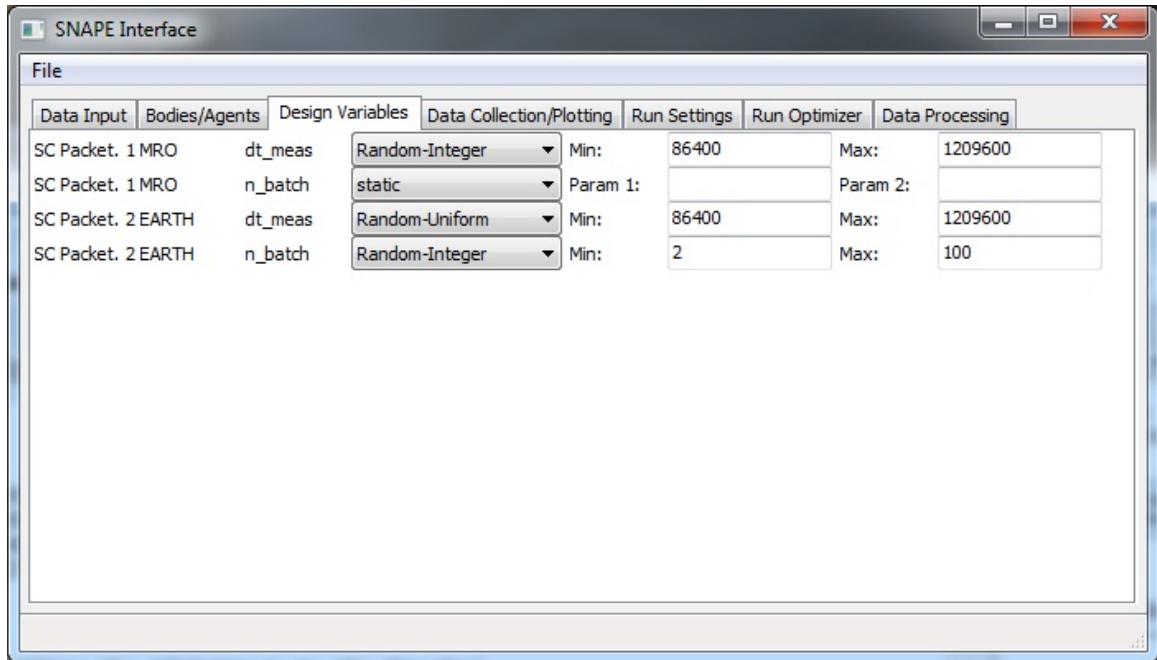 SNAPE Interface
File
Data Input Bodies/Agents Design Variables Data Collection/Plotting Run Settings Run Optimizer Data Processing
SC Packet. 1 MRO dt_meas Random-Integer Min: 86400 Max: 1209600
SC Packet. 1 MRO n_batch static Param 1: Param 2:
SC Packet. 2 EARTH dt_meas Random-Uniform Min: 86400 Max: 1209600
SC Packet. 2 EARTH n_batch Random-Integer Min: 2 Max: 100